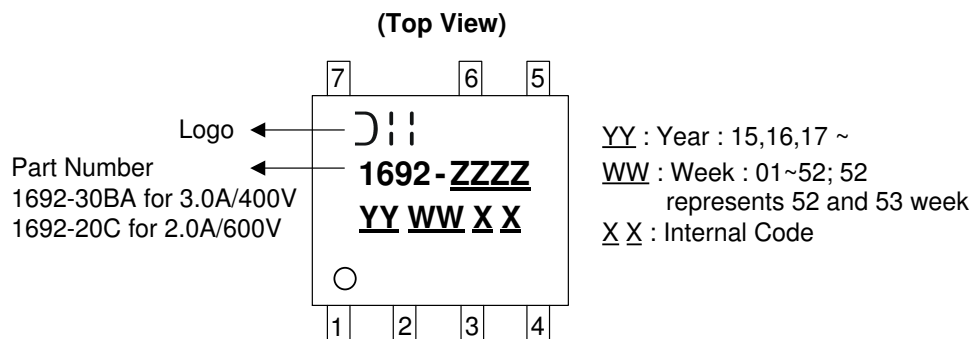 (Top View)
7 6 5
Logo
Part Number
1692-30BA for 3.0A/400V
1692-20C for 2.0A/600V
1692-ZZZZ
YY WW X X
YY : Year : 15,16,17 ~
WW : Week : 01~52; 52
represents 52 and 53 week
X X : Internal Code
1 2 3 4